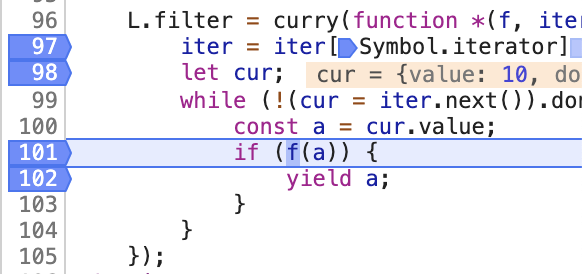 96 L.filter = curry(function *(f, iter
97 iter = iter[Symbol.iterator]
98 let cur; cur = {value: 10, do
99 while (!(cur = iter.next()).don
100 const a = cur.value;
101 if (f(a)) {
102 yield a;
103 }
104 }
105 });